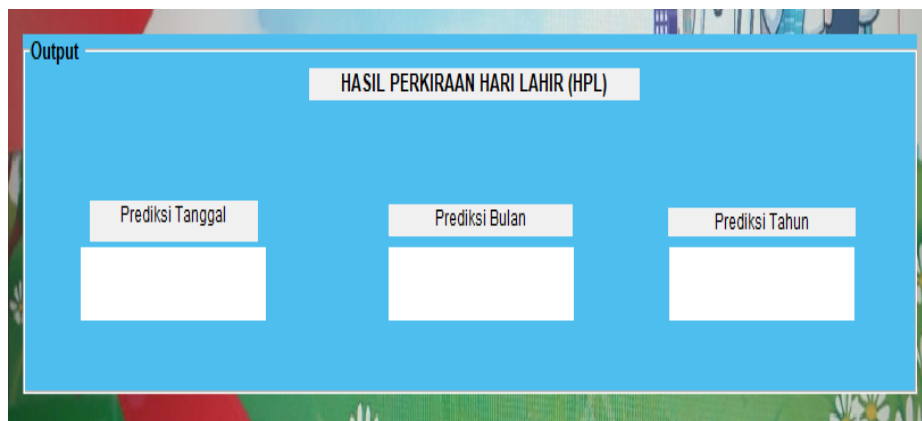 Output
HASIL PERKIRAAN HARI LAHIR (HPL)
Prediksi Tanggal
Prediksi Bulan
Prediksi Tahun